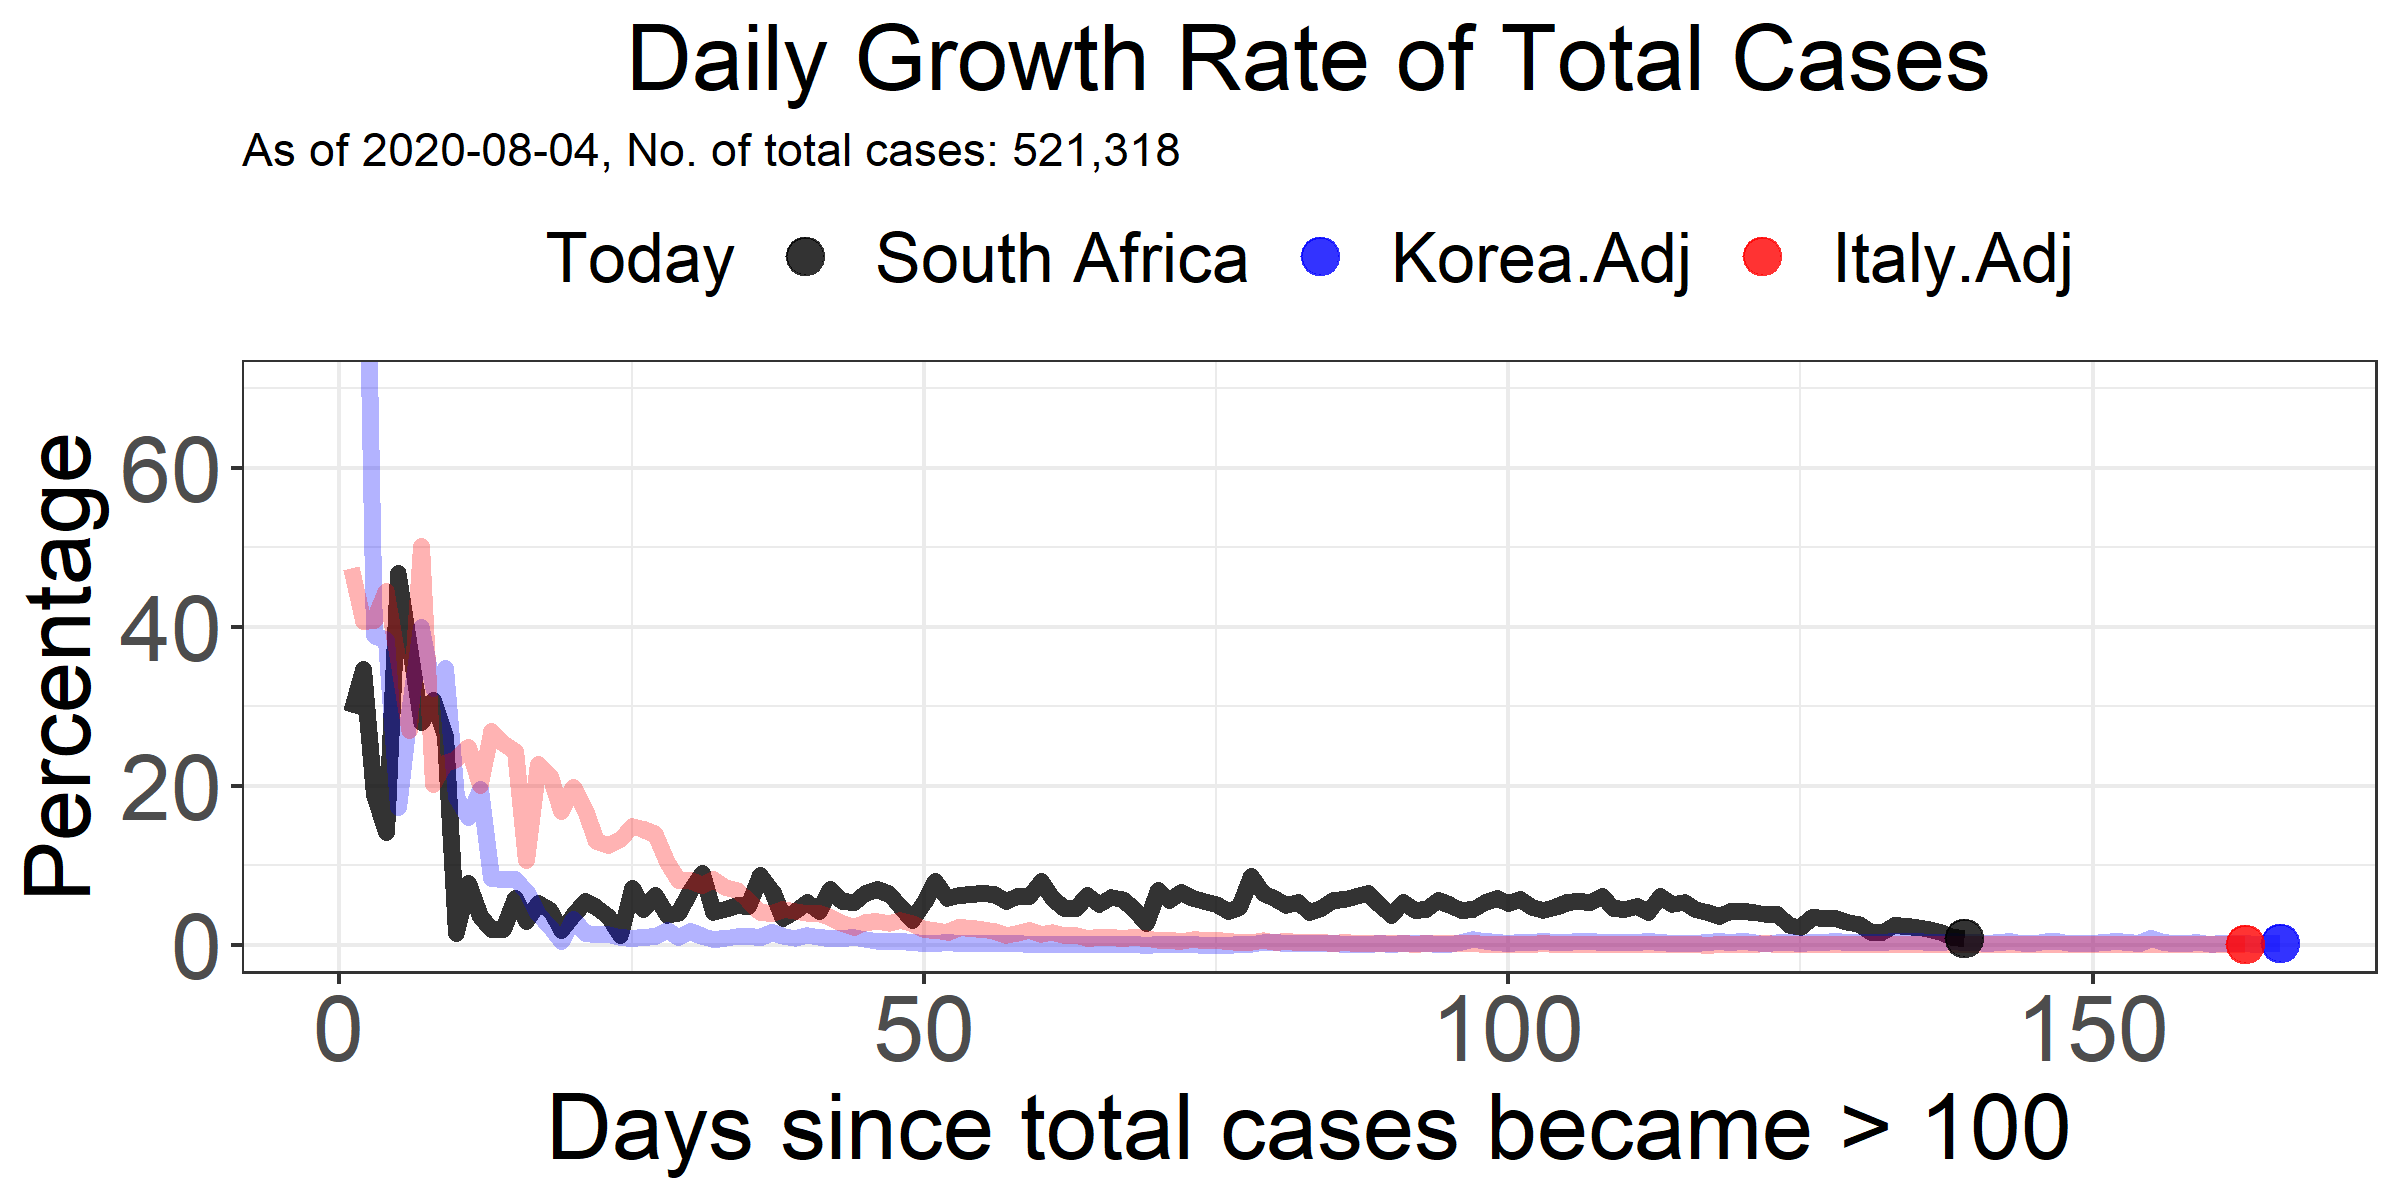 Daily Growth Rate of Total Cases
As of 2020-08-04, No. of total cases: 521,318
Today South Africa Korea.Adj Italy.Adj
Percentage
60
40
20
0
0 50 100 150
Days since total cases became > 100